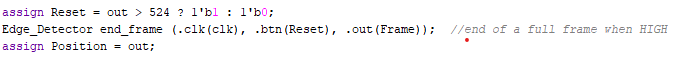 assign Reset = out > 524 ? 1'b1 : 1'b0;
Edge_Detector end_frame (.clk(clk), .btn(Reset), .out(Frame));  //end of a full frame when HIGH
assign Position = out;